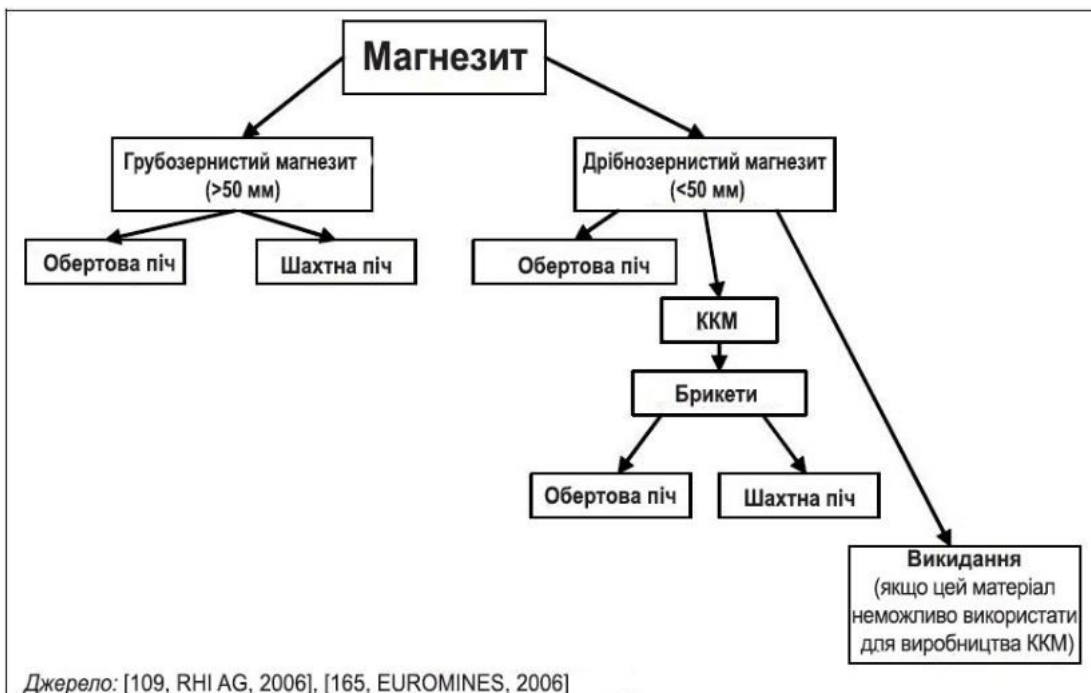 Магнезит
Грубозернистий магнезит
(>50 мм)
Дрібнозернистий магнезит
(<50 мм)
Обертова піч
Шахтна піч
Обертова піч
ККМ
Брикети
Обертова піч
Шахтна піч
Викидання
(якщо цей матеріал
неможливо використати
для виробництва ККМ)
Джерело: [109, RHI AG, 2006], [165, EUROMINES, 2006]